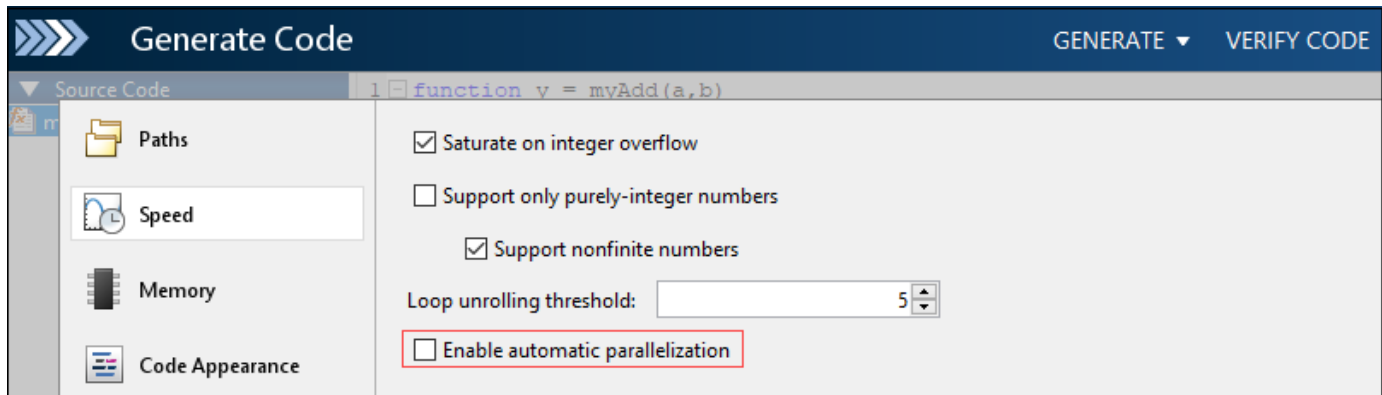 Generate Code
GENERATE ▼ VERIFY CODE
Source Code
1 function y = myAdd(a,b)
m
Paths
Speed
Memory
Code Appearance
Saturate on integer overflow
Support only purely-integer numbers
Support nonfinite numbers
Loop unrolling threshold: 5
Enable automatic parallelization